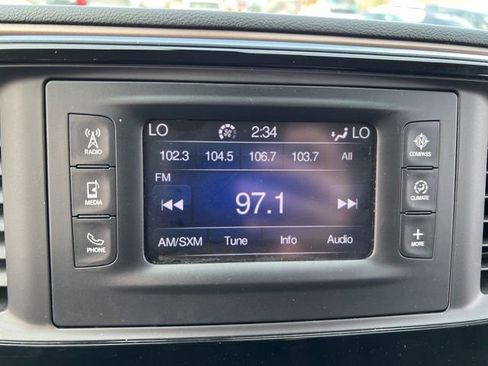 LO 2:34 LO
102.3 104.5 106.7 103.7 All
FM
97.1
AM/SXM Tune Info Audio
RADIO
MEDIA
PHONE
COMPASS
CLIMATE
+
MORE